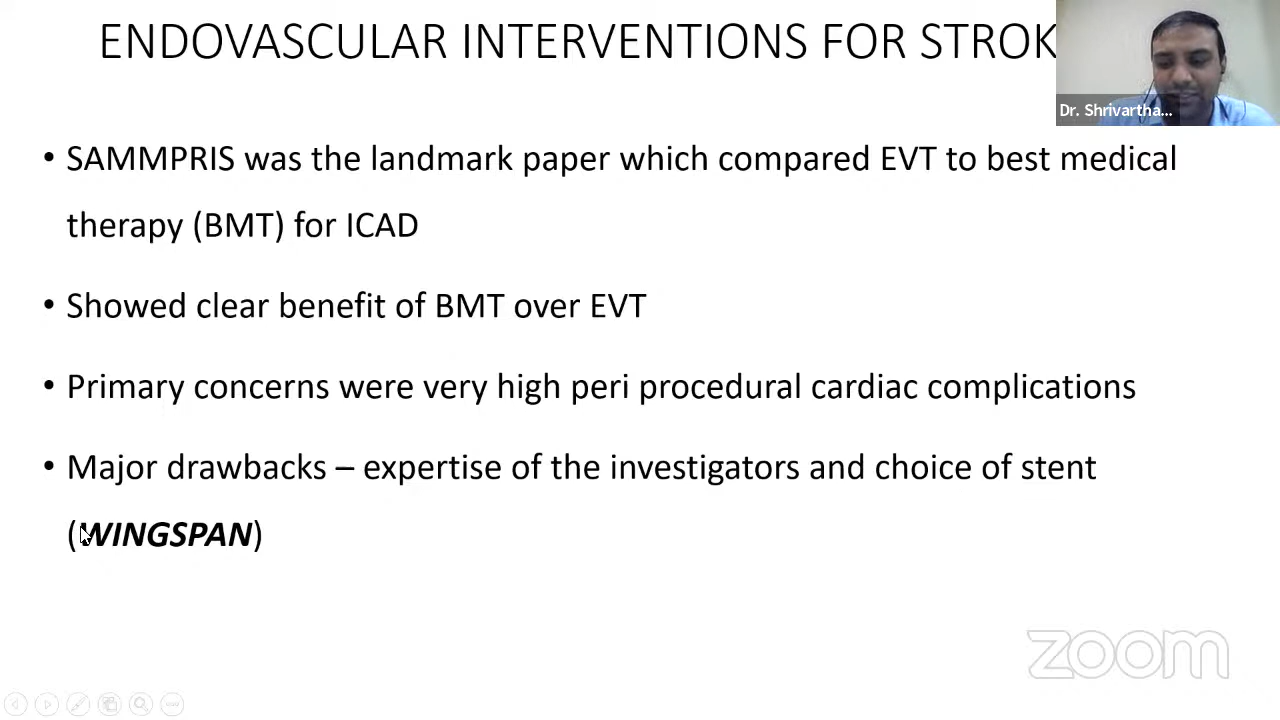 ENDOVASCULAR INTERVENTIONS FOR STROK
Dr. Shrivartha...
• SAMMPRIS was the landmark paper which compared EVT to best medical
therapy (BMT) for ICAD
• Showed clear benefit of BMT over EVT
• Primary concerns were very high peri procedural cardiac complications
• Major drawbacks – expertise of the investigators and choice of stent
(WINGSPAN)
zoom